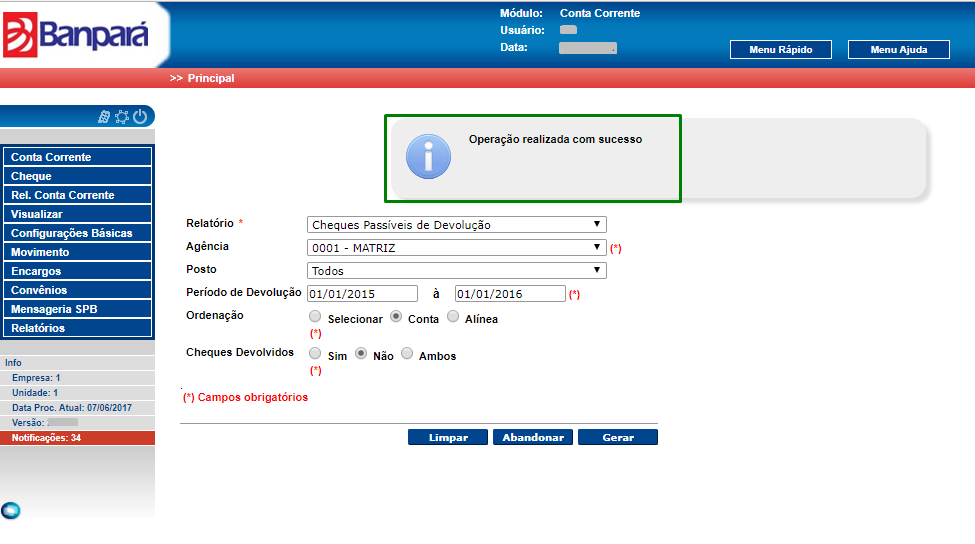 Banpará
Módulo: Conta Corrente
Usuário:
Data:
Menu Rápido Menu Ajuda
>> Principal
Conta Corrente
Cheque
Rel. Conta Corrente
Visualizar
Configurações Básicas
Movimento
Encargos
Convênios
Mensageria SPB
Relatórios
Info
Empresa: 1
Unidade: 1
Data Proc. Atual: 07/06/2017
Versão:
Notificações: 34
Operação realizada com sucesso
Relatório * Cheques Passíveis de Devolução
Agência 0001 - MATRIZ (*)
Posto Todos
Período de Devolução 01/01/2015 à 01/01/2016 (*)
Ordenação Selecionar Conta Alínea
(*)
Cheques Devolvidos Sim Não Ambos
(*)
(*) Campos obrigatórios
Limpar Abandonar Gerar